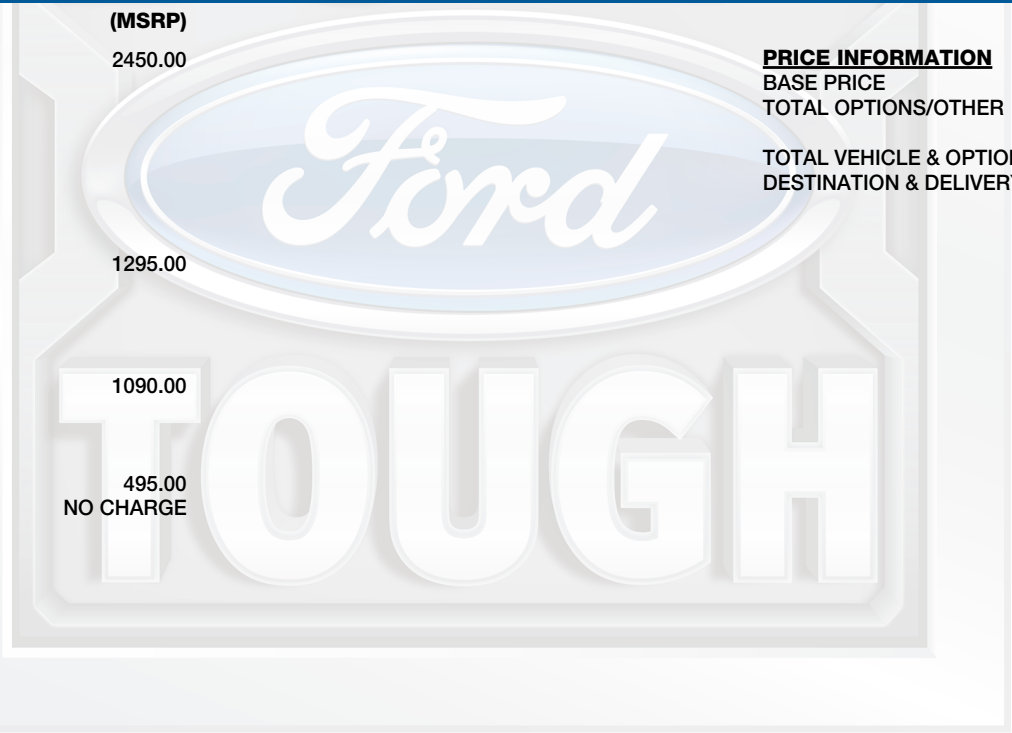 (MSRP)
2450.00
1295.00
1090.00
495.00
NO CHARGE
PRICE INFORMATION
BASE PRICE
TOTAL OPTIONS/OTHER
TOTAL VEHICLE & OPTION
DESTINATION & DELIVERY
Ford
TOUGH